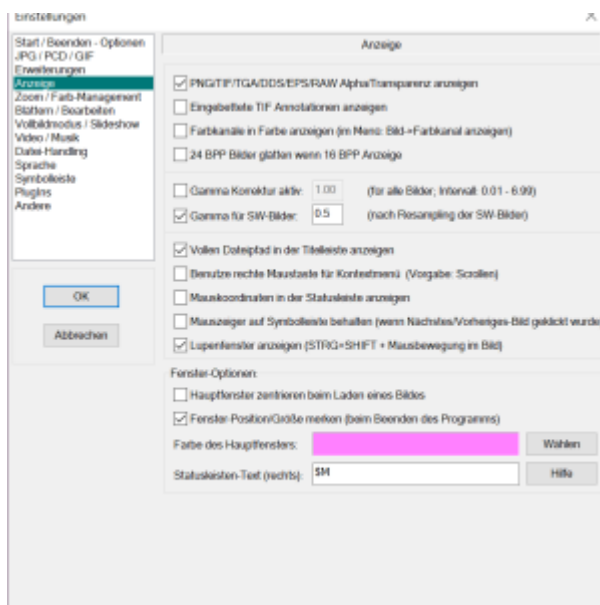 Einstellungen
Start / Beenden - Optionen
JPG / PCD / GIF
Erweiterungen
Anzeige
Zoom / Farb-Management
Blättern / Bearbeiten
Vollbildmodus / Slideshow
Video / Musik
Datei-Handling
Sprache
Symbolleiste
Plugins
Andere
OK
Abbrechen
Anzeige
PNG/TIF/TGA/DDS/EPS/RAW Alpha/Transparenz anzeigen
Eingebettete TIF Annotationen anzeigen
Farbkanäle in Farbe anzeigen (im Menü: Bild->Farbkanal anzeigen)
24 BPP Bilder glätten wenn 16 BPP Anzeige
Gamma Korrektur aktiv: 1.00 (für alle Bilder; Intervall: 0.01 - 6.99)
Gamma für SW-Bilder: 0.5 (nach Resampling der SW-Bilder)
Vollen Dateipfad in der Titelleiste anzeigen
Benutze rechte Maustaste für Kontextmenü (Vorgabe: Scrollen)
Mauskoordinaten in der Statusleiste anzeigen
Mauszeiger auf Symbolleiste behalten (wenn Nächstes/Vorheriges-Bild geklickt wurde
Lupenfenster anzeigen (STRG+SHIFT + Mausbewegung im Bild)
Fenster-Optionen:
Hauptfenster zentrieren beim Laden eines Bildes
Fenster-Position/Größe merken (beim Beenden des Programms)
Farbe des Hauptfensters: Wählen
Statusleisten-Text (rechts): $M Hilfe